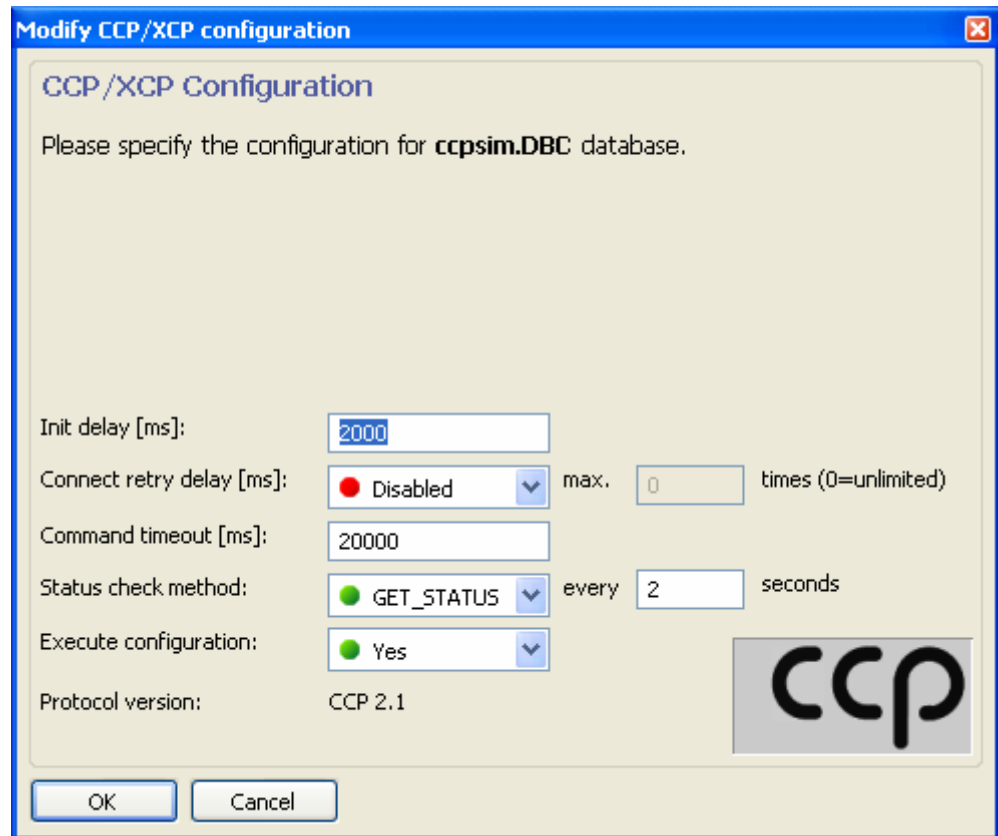 Modify CCP/XCP configuration
CCP/XCP Configuration
Please specify the configuration for ccpsim.DBC database.
Init delay [ms]: 2000
Connect retry delay [ms]: Disabled max. 0 times (0=unlimited)
Command timeout [ms]: 20000
Status check method: GET_STATUS every 2 seconds
Execute configuration: Yes
Protocol version: CCP 2.1
ccp
OK Cancel